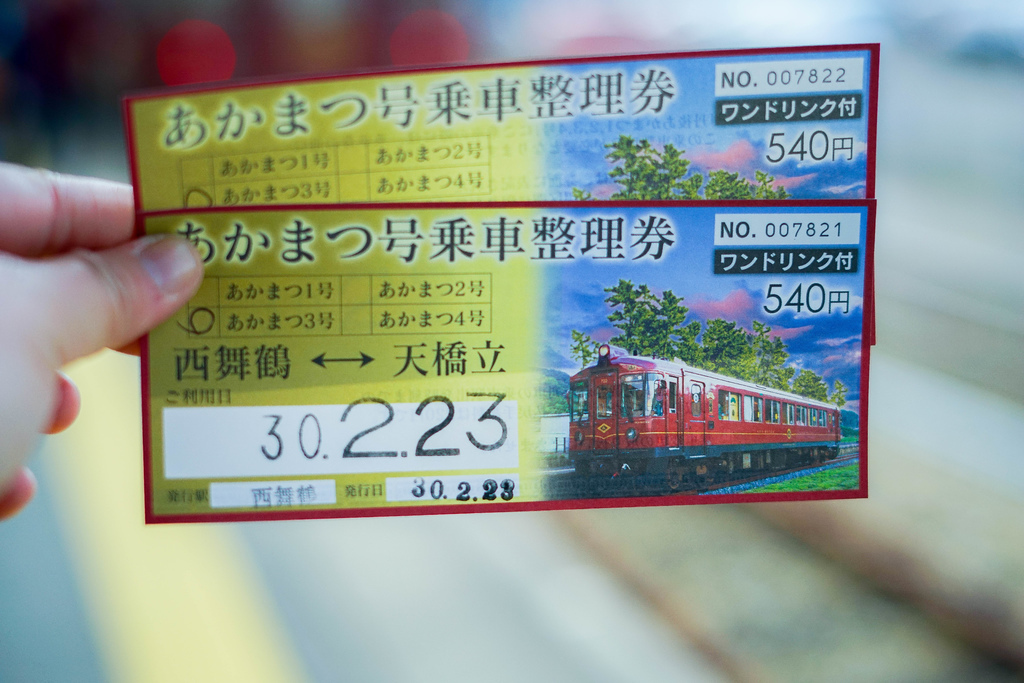 あかまつ号乗車整理券
NO. 007822
ワンドリンク付
540円
あかまつ1号 あかまつ2号
あかまつ3号 あかまつ4号
あかまつ号乗車整理券
NO. 007821
ワンドリンク付
540円
あかまつ1号 あかまつ2号
あかまつ3号 あかまつ4号
西舞鶴 ↔ 天橋立
ご利用日
30.2.23
発行駅 西舞鶴 発行日 30.2.23